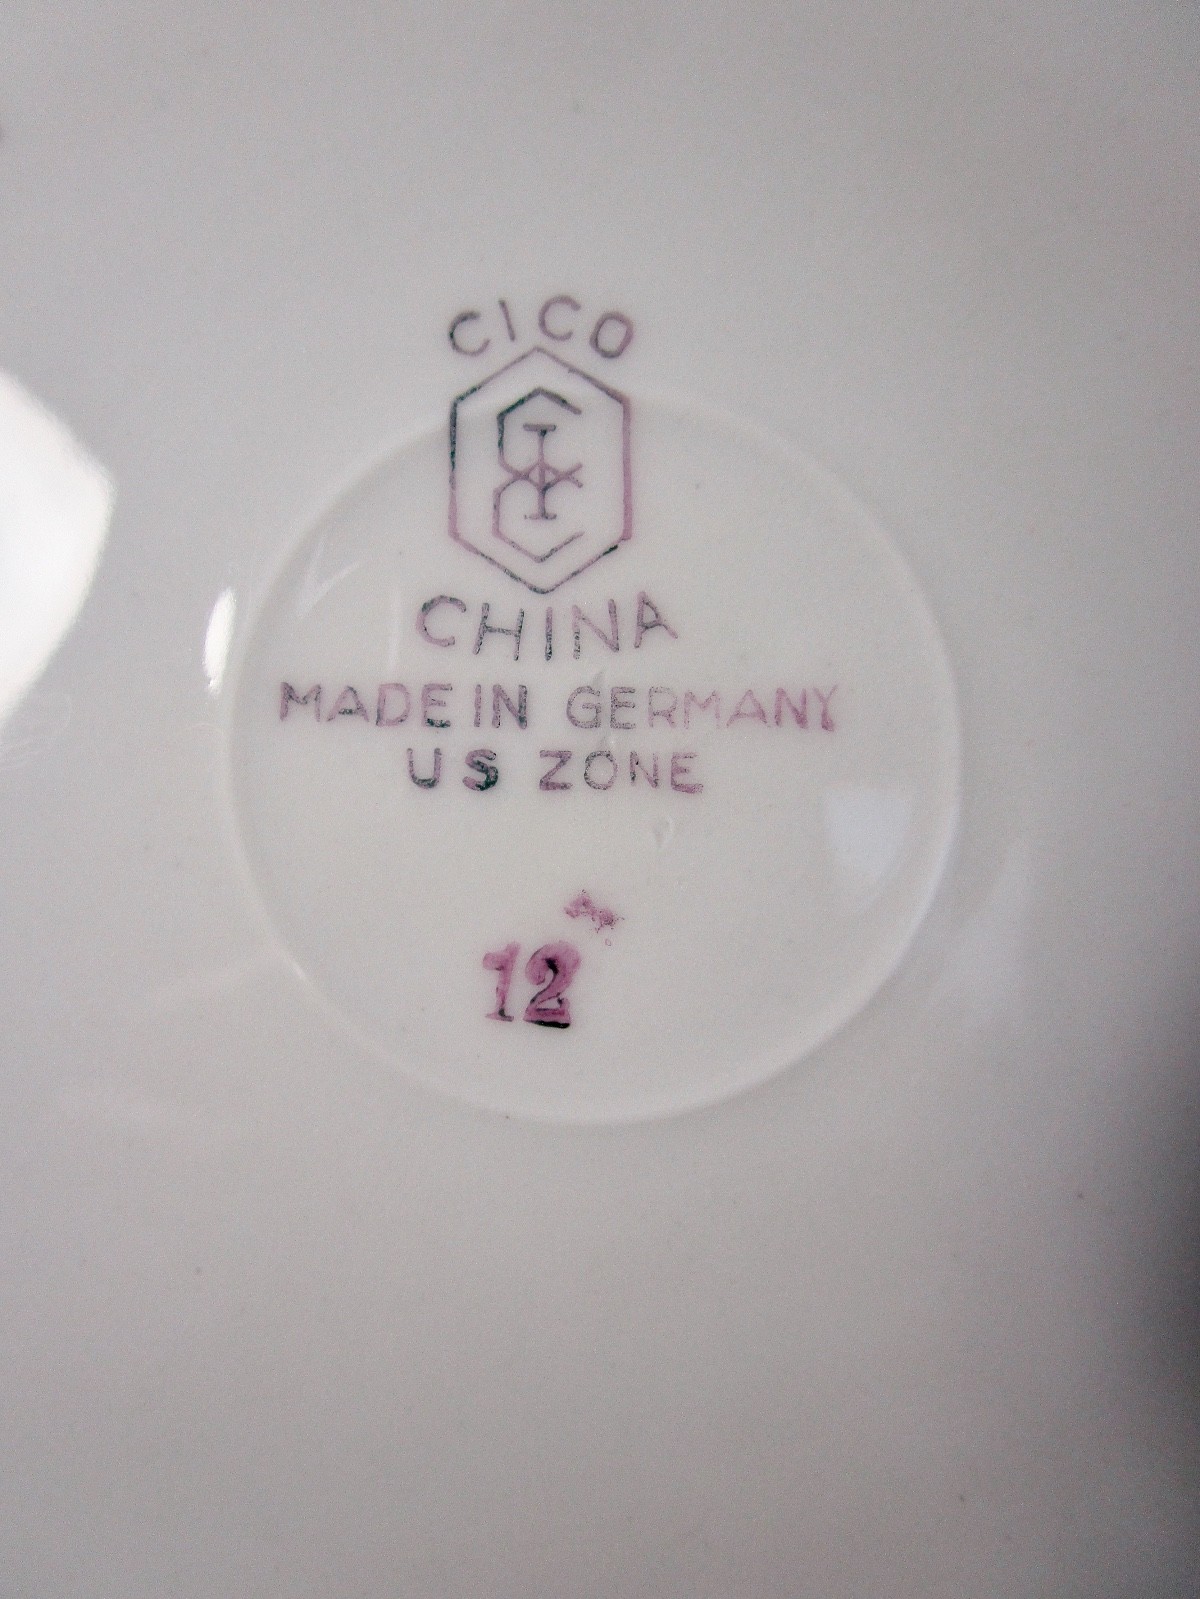 CICO
CHINA
MADE IN GERMANY
US ZONE
12